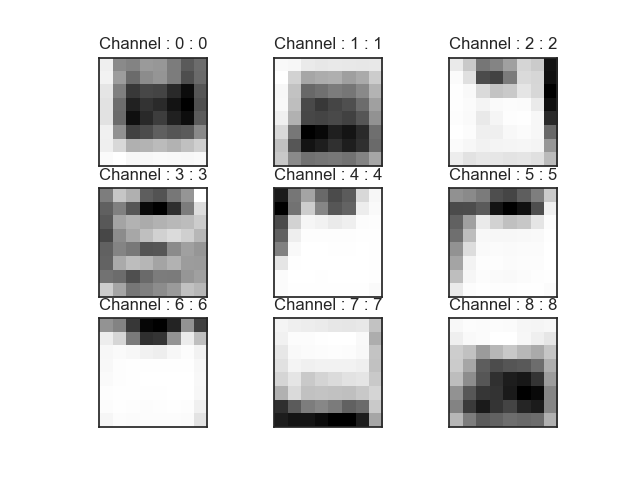 Channel : 0 : 0
Channel : 1 : 1
Channel : 2 : 2
Channel : 3 : 3
Channel : 4 : 4
Channel : 5 : 5
Channel : 6 : 6
Channel : 7 : 7
Channel : 8 : 8